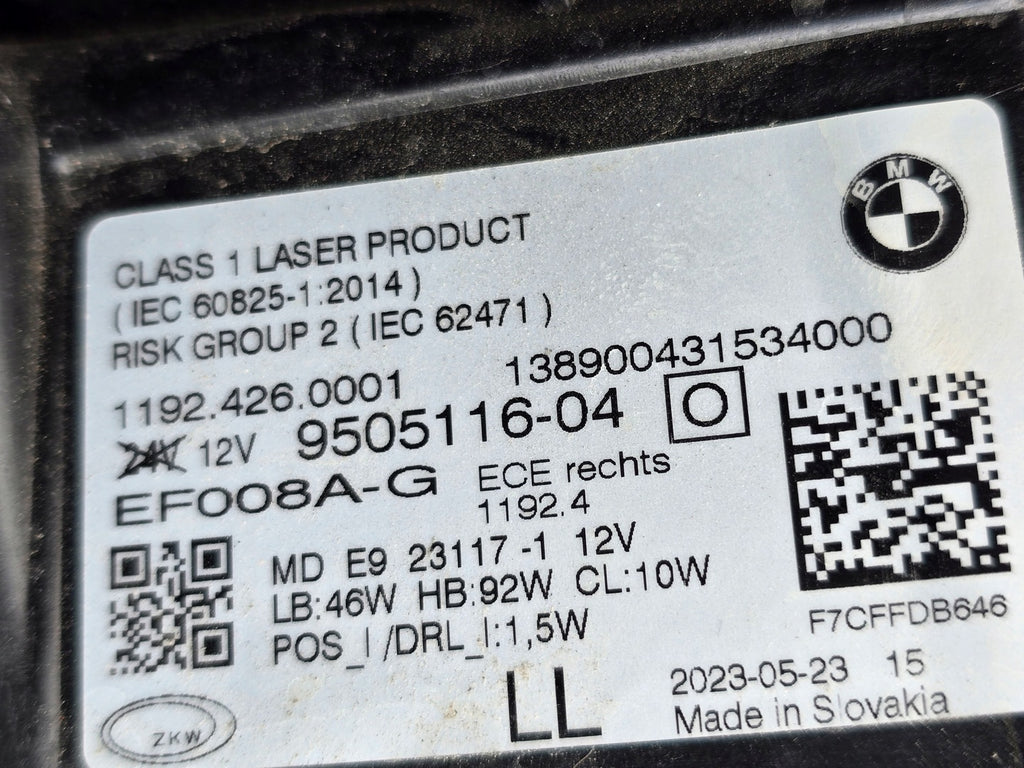 BMW
CLASS 1 LASER PRODUCT
( IEC 60825-1:2014 )
RISK GROUP 2 ( IEC 62471 )
1192.426.0001 138900431534000
24V 12V 9505116-04 O
EF008A-G ECE rechts
1192.4
MD E9 23117 -1 12V
LB:46W HB:92W CL:10W
POS_I /DRL_I:1,5W
F7CFFDB646
LL
2023-05-23 15
Made in Slovakia
ZKW